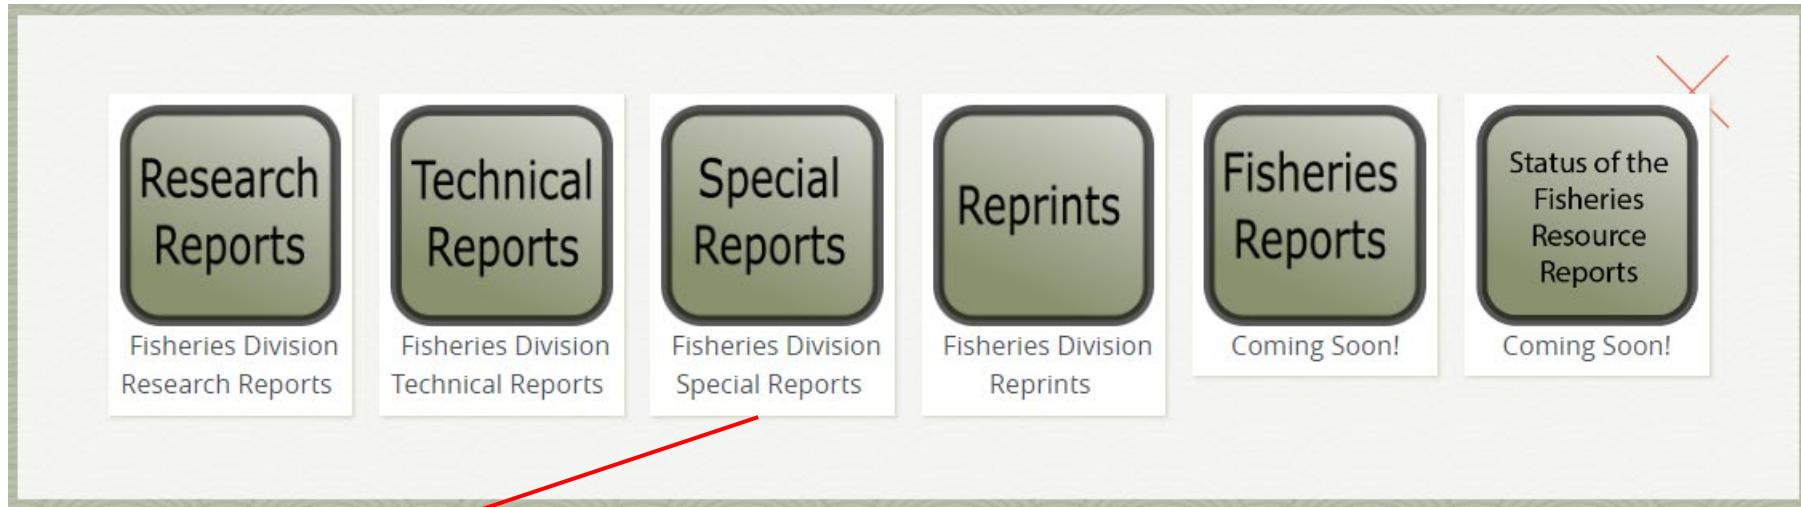 Research
Reports
Fisheries Division
Research Reports
Technical
Reports
Fisheries Division
Technical Reports
Special
Reports
Fisheries Division
Special Reports
Reprints
Fisheries Division
Reprints
Fisheries
Reports
Coming Soon!
Status of the
Fisheries
Resource
Reports
Coming Soon!